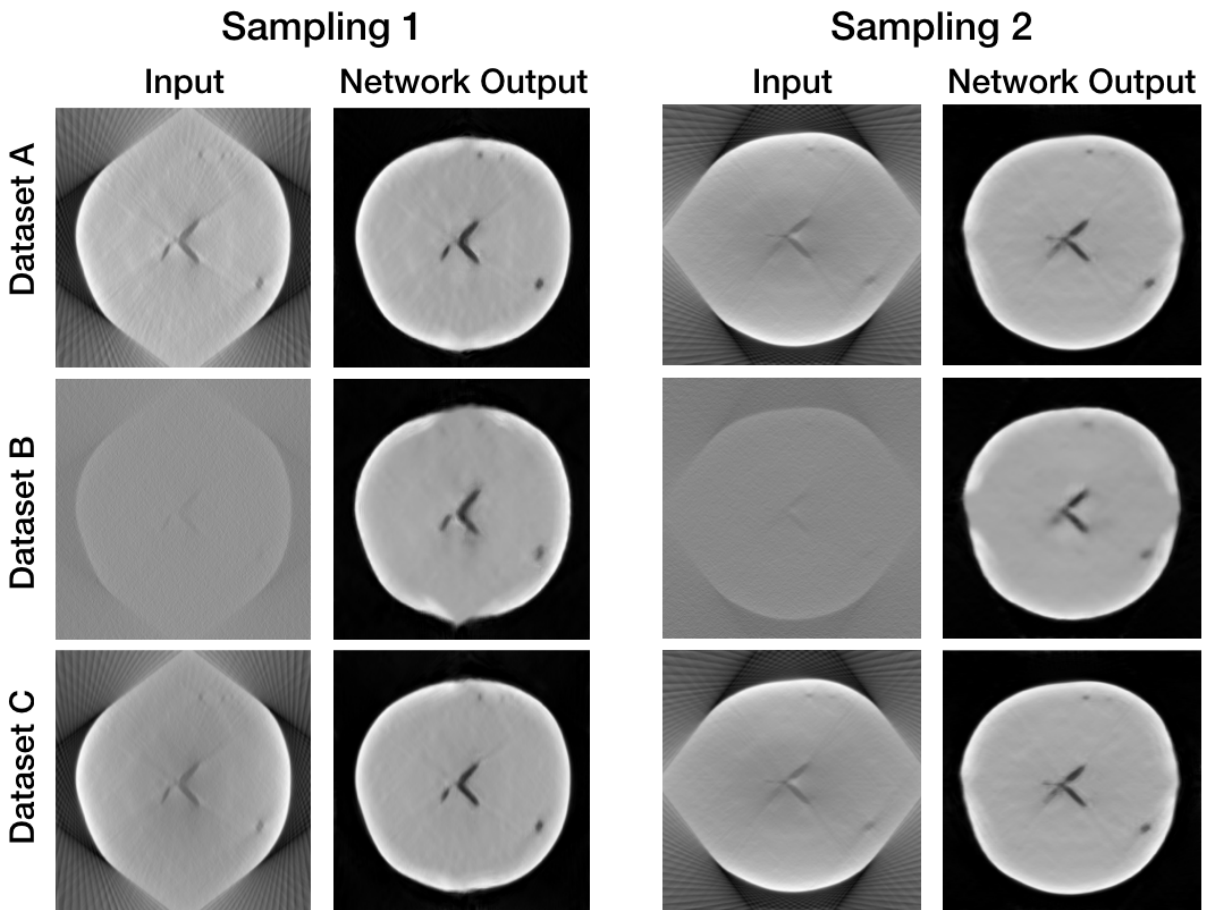 Sampling 1
Sampling 2
Input
Network Output
Input
Network Output
Dataset A
Dataset B
Dataset C